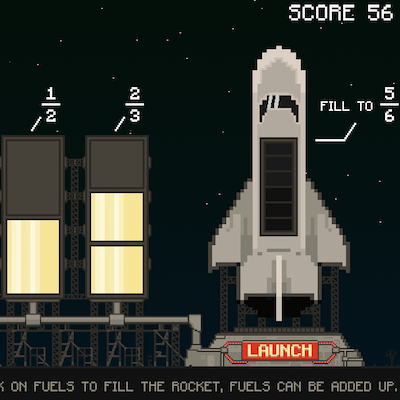 SCORE 56
1/2
2/3
FILL TO 5/6
LAUNCH
K ON FUELS TO FILL THE ROCKET, FUELS CAN BE ADDED UP.